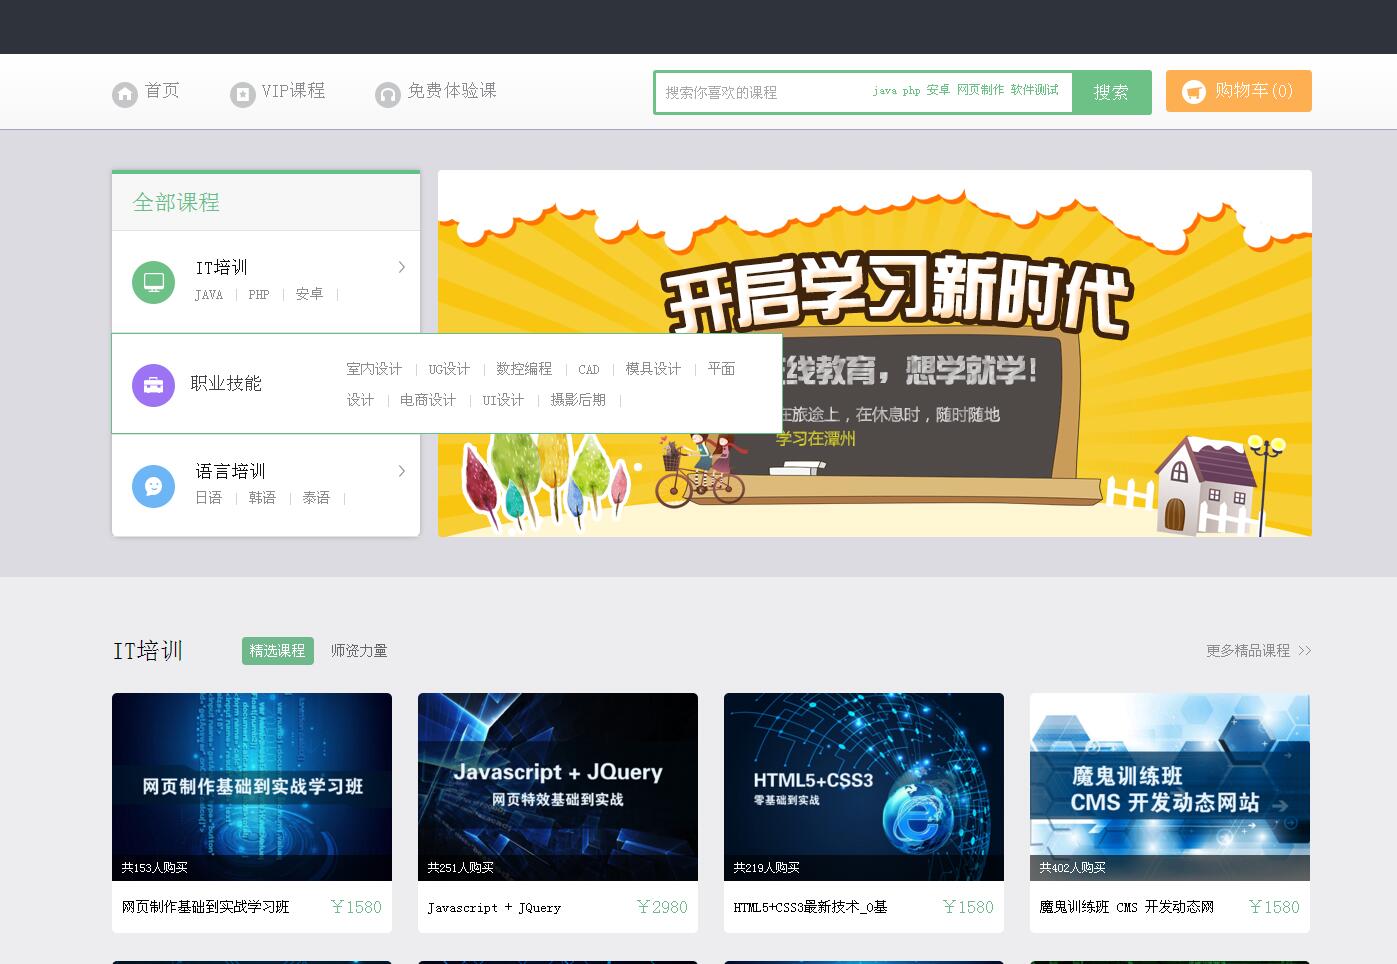 首页
VIP课程
免费体验课
搜索你喜欢的课程
java php 安卓 网页制作 软件测试
搜索
购物车(0)
全部课程
IT培训
JAVA | PHP | 安卓 |
职业技能
室内设计 | UG设计 | 数控编程 | CAD | 模具设计 | 平面
设计 | 电商设计 | UI设计 | 摄影后期 |
语言培训
日语 | 韩语 | 泰语 |
开启学习新时代
线教育，想学就学!
在旅途上，在休息时，随时随地
学习在潭州
IT培训
精选课程
师资力量
更多精品课程 >>
网页制作基础到实战学习班
共153人购买
网页制作基础到实战学习班
￥1580
Javascript + JQuery
网页特效基础到实战
共251人购买
Javascript + JQuery
￥2980
HTML5+CSS3
零基础到实战
共219人购买
HTML5+CSS3最新技术_0基
￥1580
魔鬼训练班
CMS 开发动态网站
共402人购买
魔鬼训练班 CMS 开发动态网
￥1580